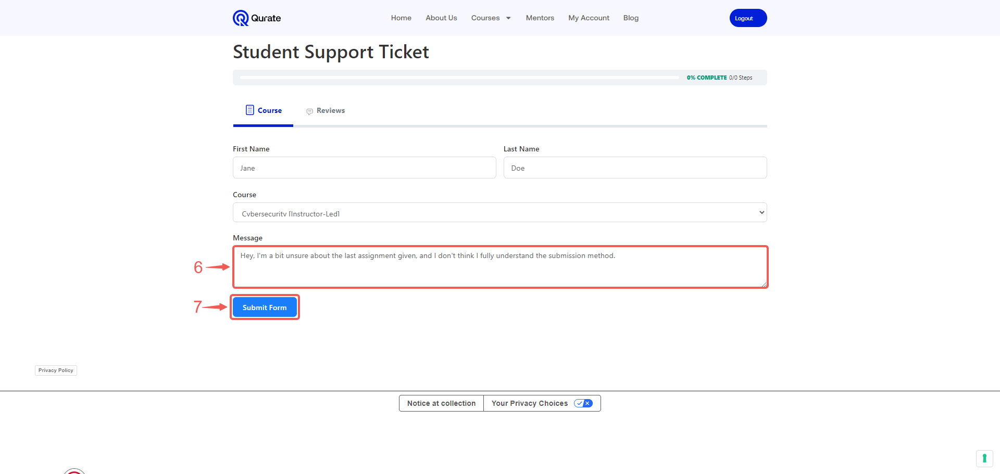 Qurate
Home About Us Courses Mentors My Account Blog
Logout
Student Support Ticket
0% COMPLETE 0/0 Steps
Course Reviews
First Name Last Name
Jane Doe
Course
Cybersecurity [Instructor-Led]
Message
Hey, I'm a bit unsure about the last assignment given, and I don't think I fully understand the submission method.
6
7
Submit Form
Privacy Policy
Notice at collection Your Privacy Choices